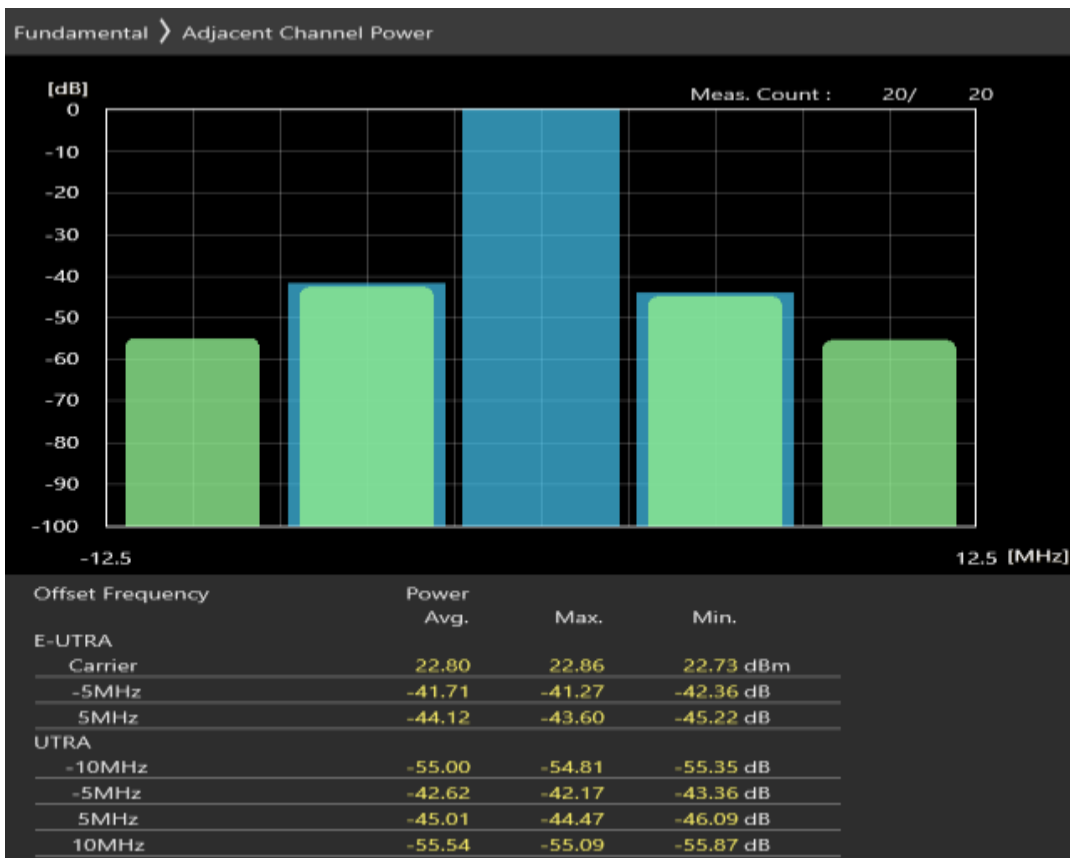 Fundamental 〉 Adjacent Channel Power
[dB]
Meas. Count : 20/ 20
0
-10
-20
-30
-40
-50
-60
-70
-80
-90
-100
-12.5 12.5 [MHz]
Offset Frequency Power
Avg. Max. Min.
E-UTRA
Carrier 22.80 22.86 22.73 dBm
-5MHz -41.71 -41.27 -42.36 dB
5MHz -44.12 -43.60 -45.22 dB
UTRA
-10MHz -55.00 -54.81 -55.35 dB
-5MHz -42.62 -42.17 -43.36 dB
5MHz -45.01 -44.47 -46.09 dB
10MHz -55.54 -55.09 -55.87 dB